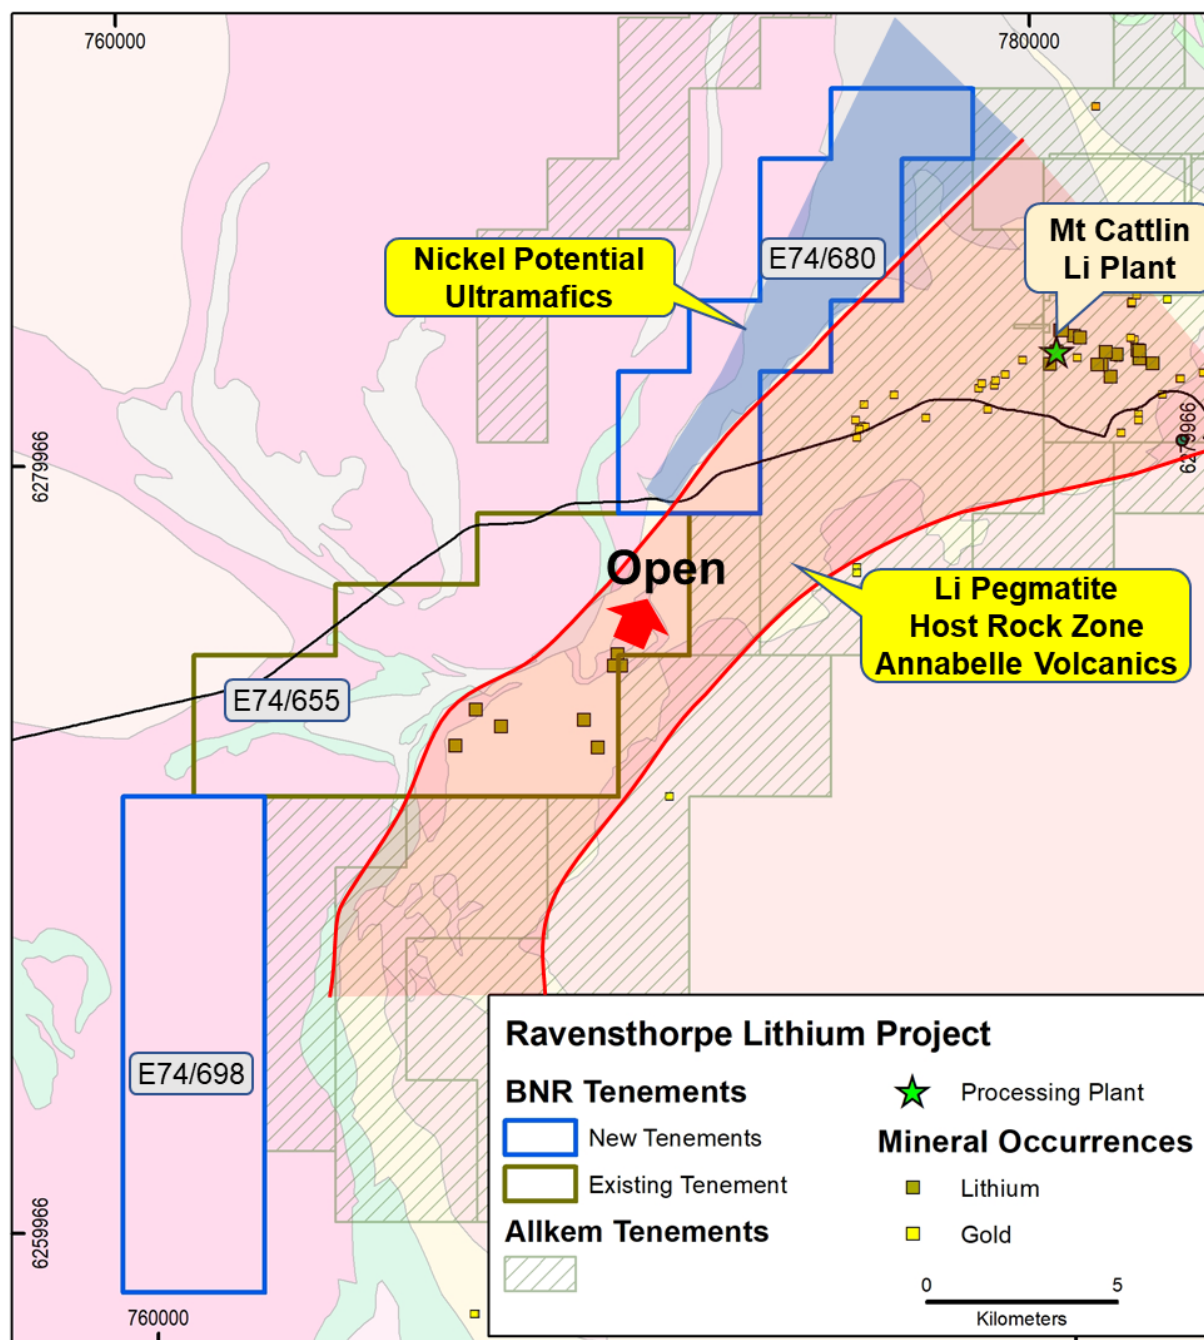 760000
780000
Mt Cattlin
Li Plant
Nickel Potential
Ultramafics
E74/680
6279966
6279966
Open
Li Pegmatite
Host Rock Zone
Annabelle Volcanics
E74/655
E74/698
6259966
760000
Ravensthorpe Lithium Project
BNR Tenements
New Tenements
Existing Tenement
Allkem Tenements
Processing Plant
Mineral Occurrences
Lithium
Gold
0 5
Kilometers